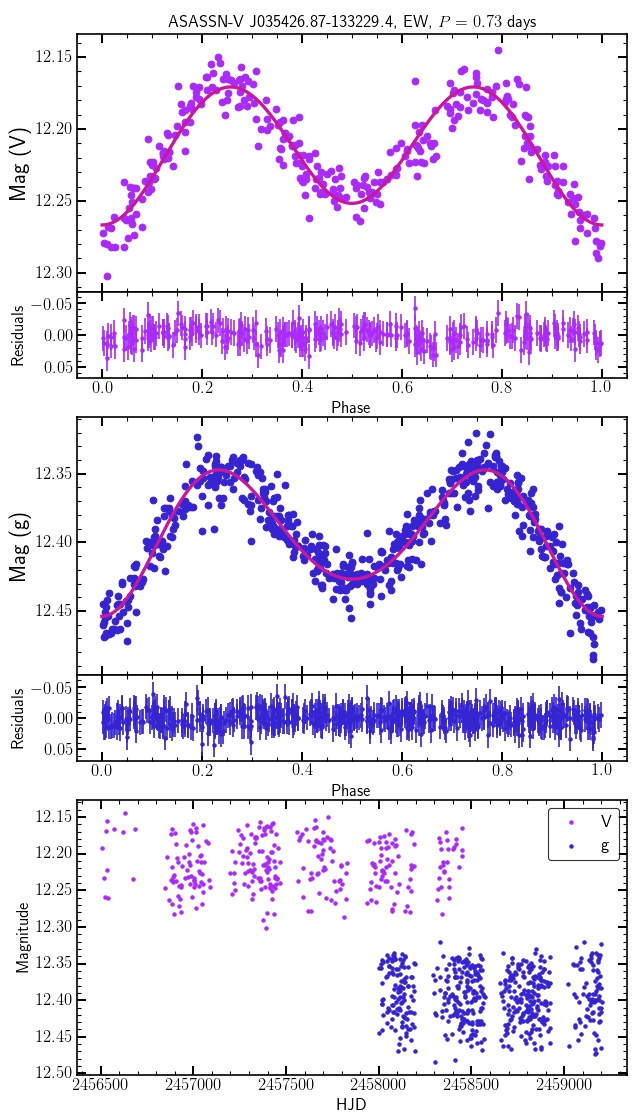 ASASSN-V J035426.87-133229.4, EW, P = 0.73 days
12.15
12.20
12.25
12.30
Mag (V)
−0.05
0.00
0.05
Residuals
0.0 0.2 0.4 0.6 0.8 1.0
Phase
12.35
12.40
12.45
Mag (g)
−0.05
0.00
0.05
Residuals
0.0 0.2 0.4 0.6 0.8 1.0
Phase
V
g
12.15
12.20
12.25
12.30
12.35
12.40
12.45
12.50
Magnitude
2456500 2457000 2457500 2458000 2458500 2459000
HJD